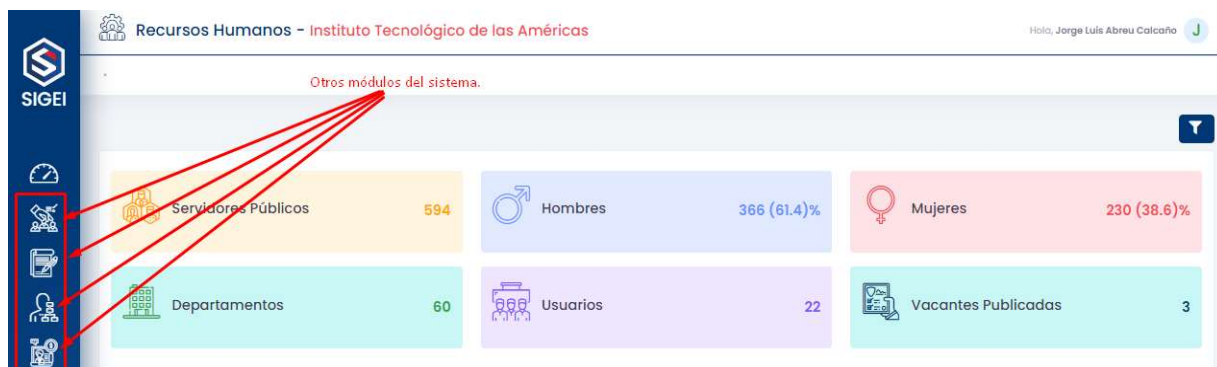 Recursos Humanos - Instituto Tecnológico de las Américas
Hola, Jorge Luis Abreu Calcaño J
SIGEI
Otros módulos del sistema.
Servidores Públicos 594
Hombres 366 (61.4)%
Mujeres 230 (38.6)%
Departamentos 60
Usuarios 22
Vacantes Publicadas 3